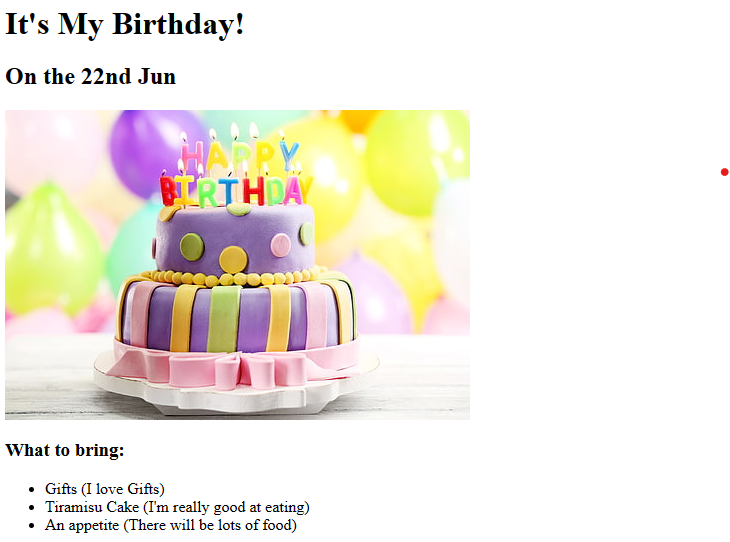 It's My Birthday!
On the 22nd Jun
HAPPY
BIRTHDAY
What to bring:
Gifts (I love Gifts)
Tiramisu Cake (I'm really good at eating)
An appetite (There will be lots of food)